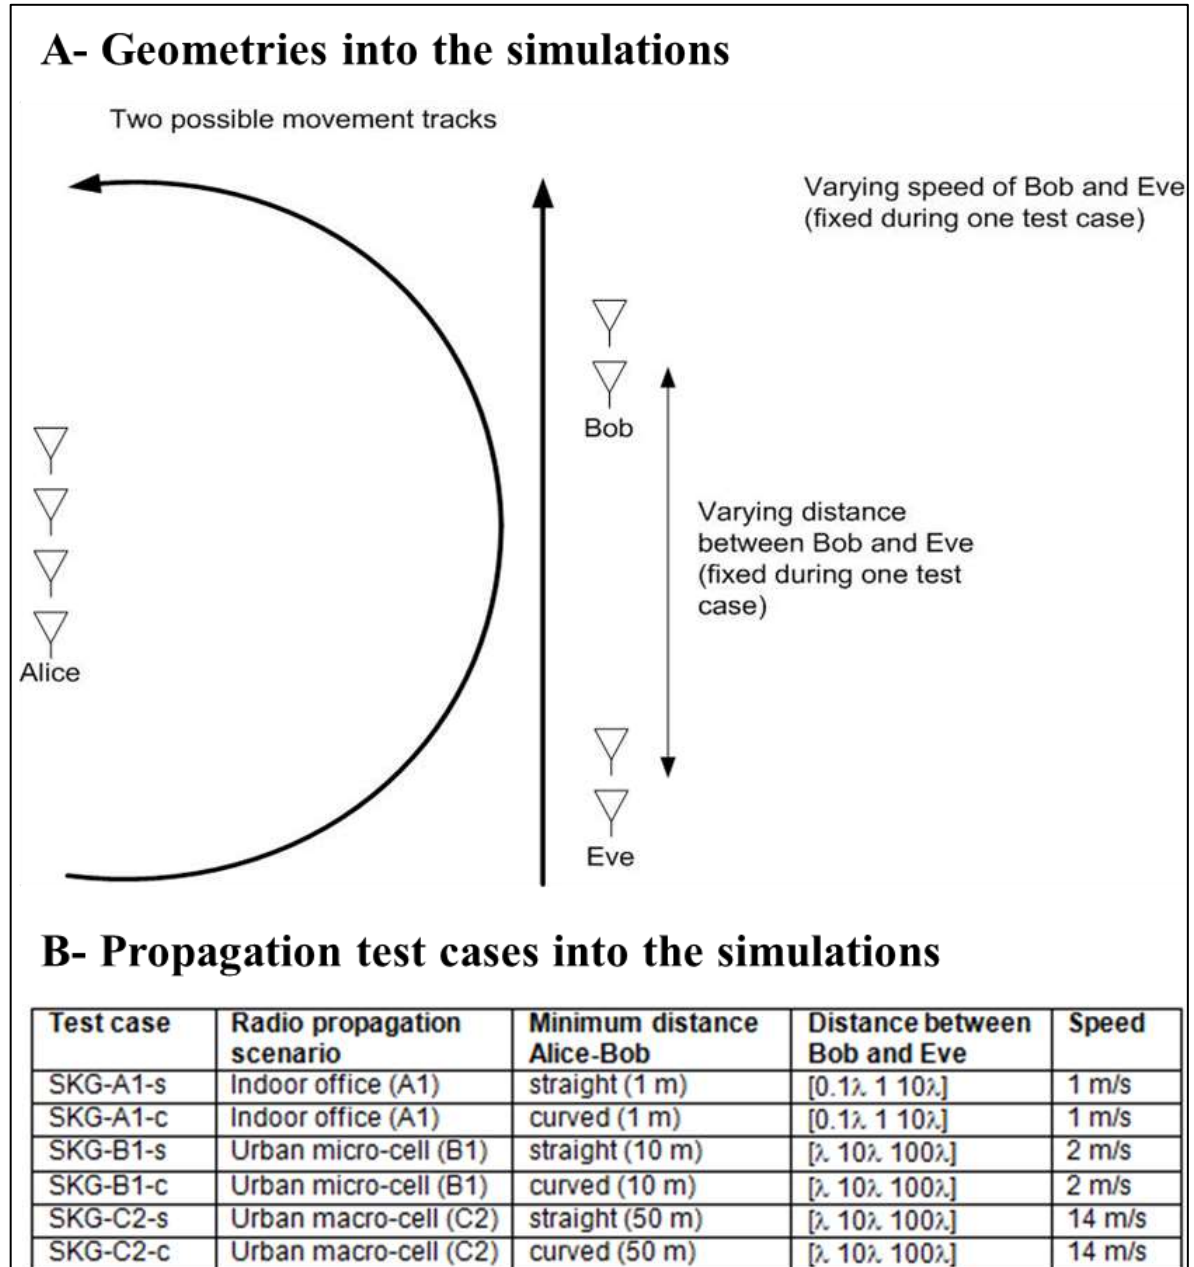 A- Geometries into the simulations
Two possible movement tracks
Varying speed of Bob and Eve
(fixed during one test case)
Bob
Varying distance
between Bob and Eve
(fixed during one test
case)
Alice
Eve
B- Propagation test cases into the simulations
Test case Radio propagation scenario Minimum distance Alice-Bob Distance between Bob and Eve Speed
SKG-A1-s Indoor office (A1) straight (1 m) [0.1λ 1 10λ] 1 m/s
SKG-A1-c Indoor office (A1) curved (1 m) [0.1λ 1 10λ] 1 m/s
SKG-B1-s Urban micro-cell (B1) straight (10 m) [λ 10λ 100λ] 2 m/s
SKG-B1-c Urban micro-cell (B1) curved (10 m) [λ 10λ 100λ] 2 m/s
SKG-C2-s Urban macro-cell (C2) straight (50 m) [λ 10λ 100λ] 14 m/s
SKG-C2-c Urban macro-cell (C2) curved (50 m) [λ 10λ 100λ] 14 m/s